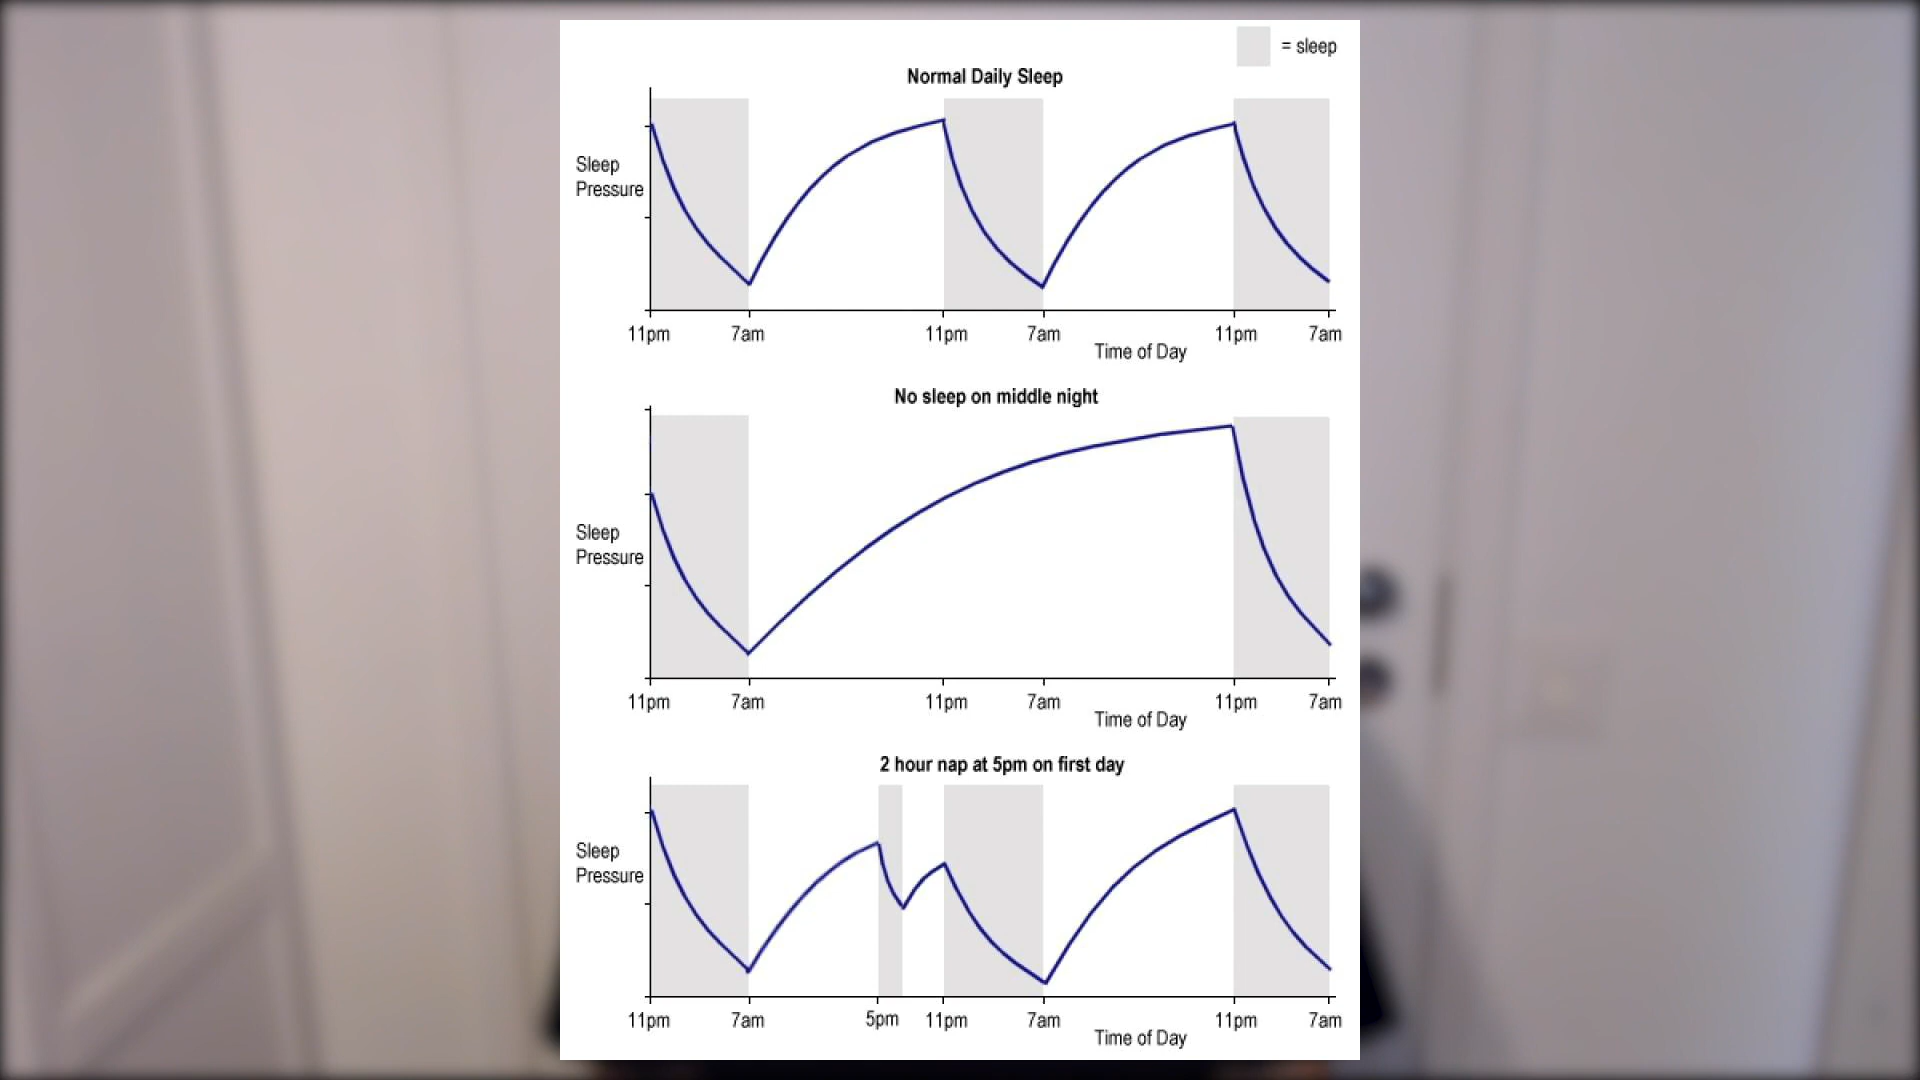 = sleep
Normal Daily Sleep
Sleep
Pressure
11pm 7am 11pm 7am 11pm 7am
Time of Day
No sleep on middle night
Sleep
Pressure
11pm 7am 11pm 7am 11pm 7am
Time of Day
2 hour nap at 5pm on first day
Sleep
Pressure
11pm 7am 5pm 11pm 7am 11pm 7am
Time of Day